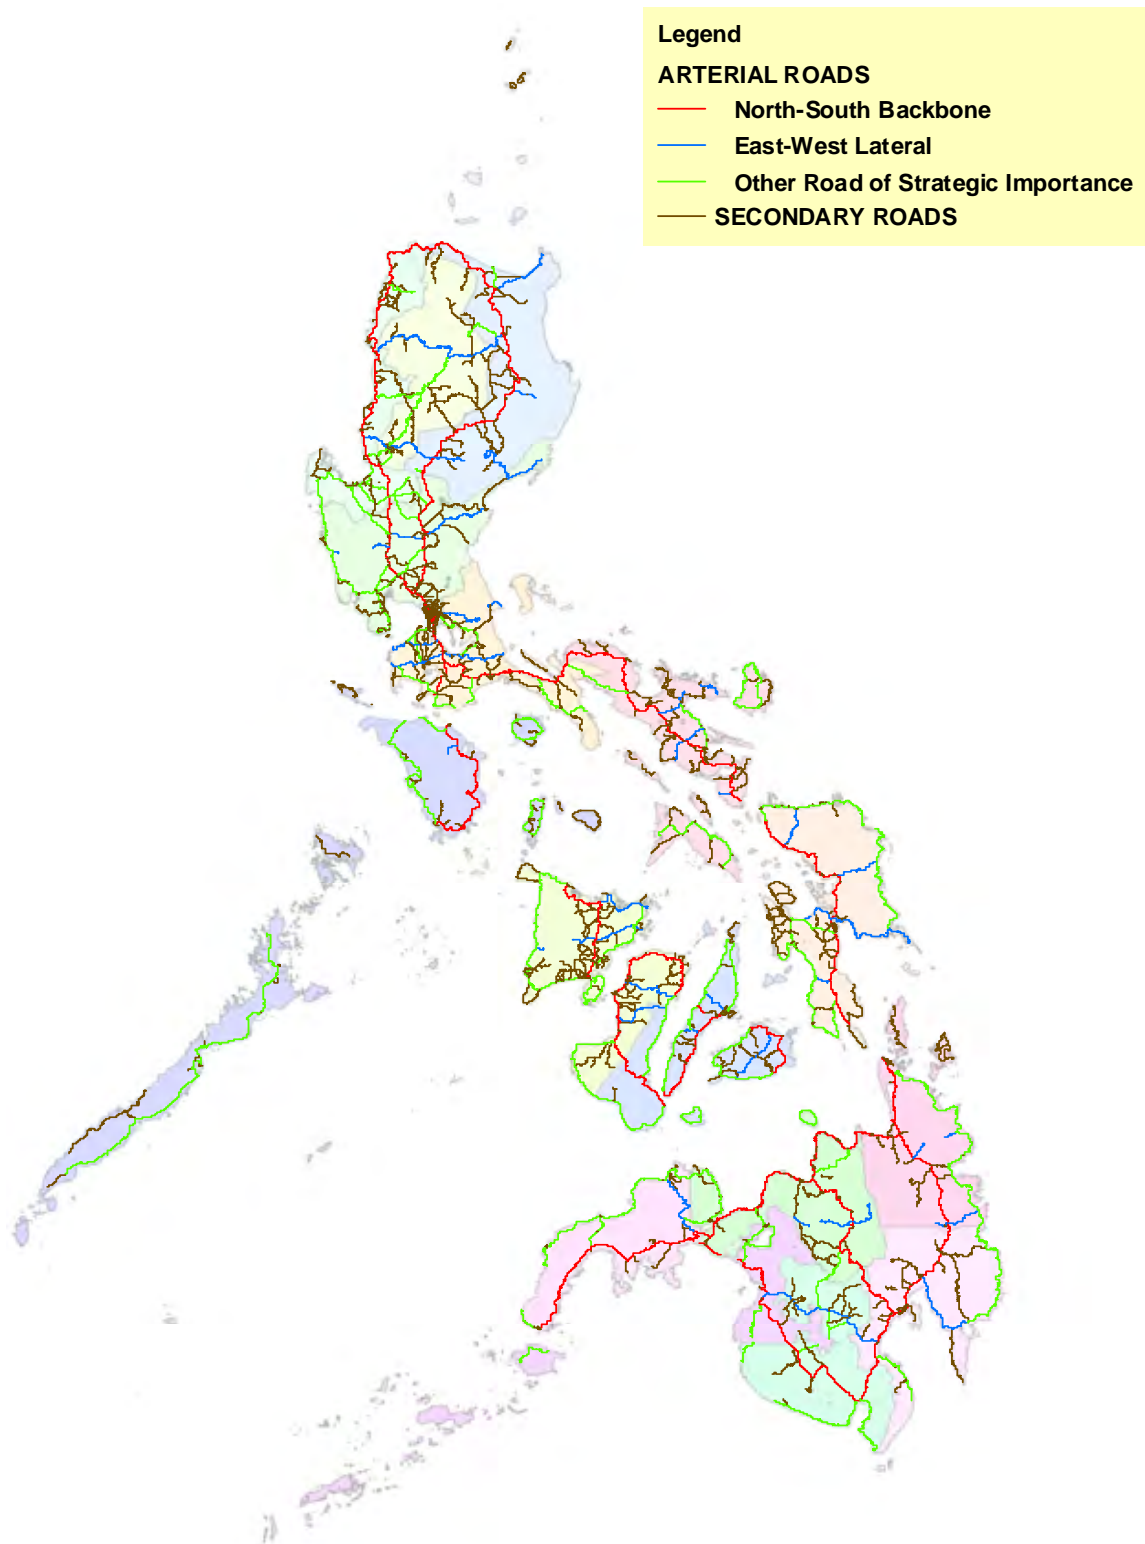 Legend
ARTERIAL ROADS
North-South Backbone
East-West Lateral
Other Road of Strategic Importance
SECONDARY ROADS